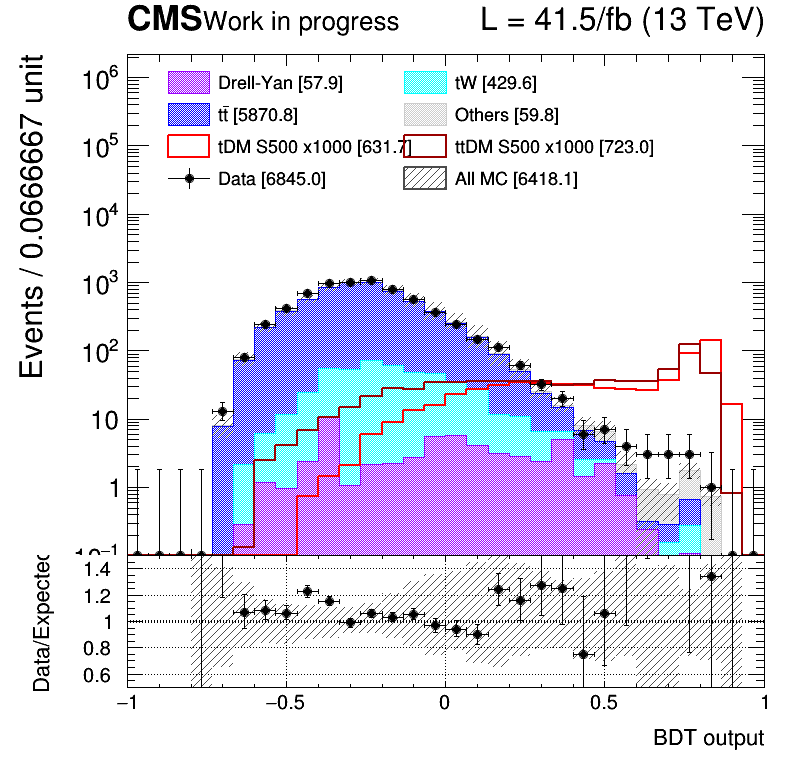 CMS Work in progress L = 41.5/fb (13 TeV)
Events / 0.0666667 unit
Drell-Yan [57.9] tW [429.6]
tt̄ [5870.8] Others [59.8]
tDM S500 x1000 [631.7] ttDM S500 x1000 [723.0]
Data [6845.0] All MC [6418.1]
10⁶
10⁵
10⁴
10³
10²
10
1
10⁻¹
Data/Expected
1.4
1.2
1
0.8
0.6
−1 −0.5 0 0.5 1
BDT output